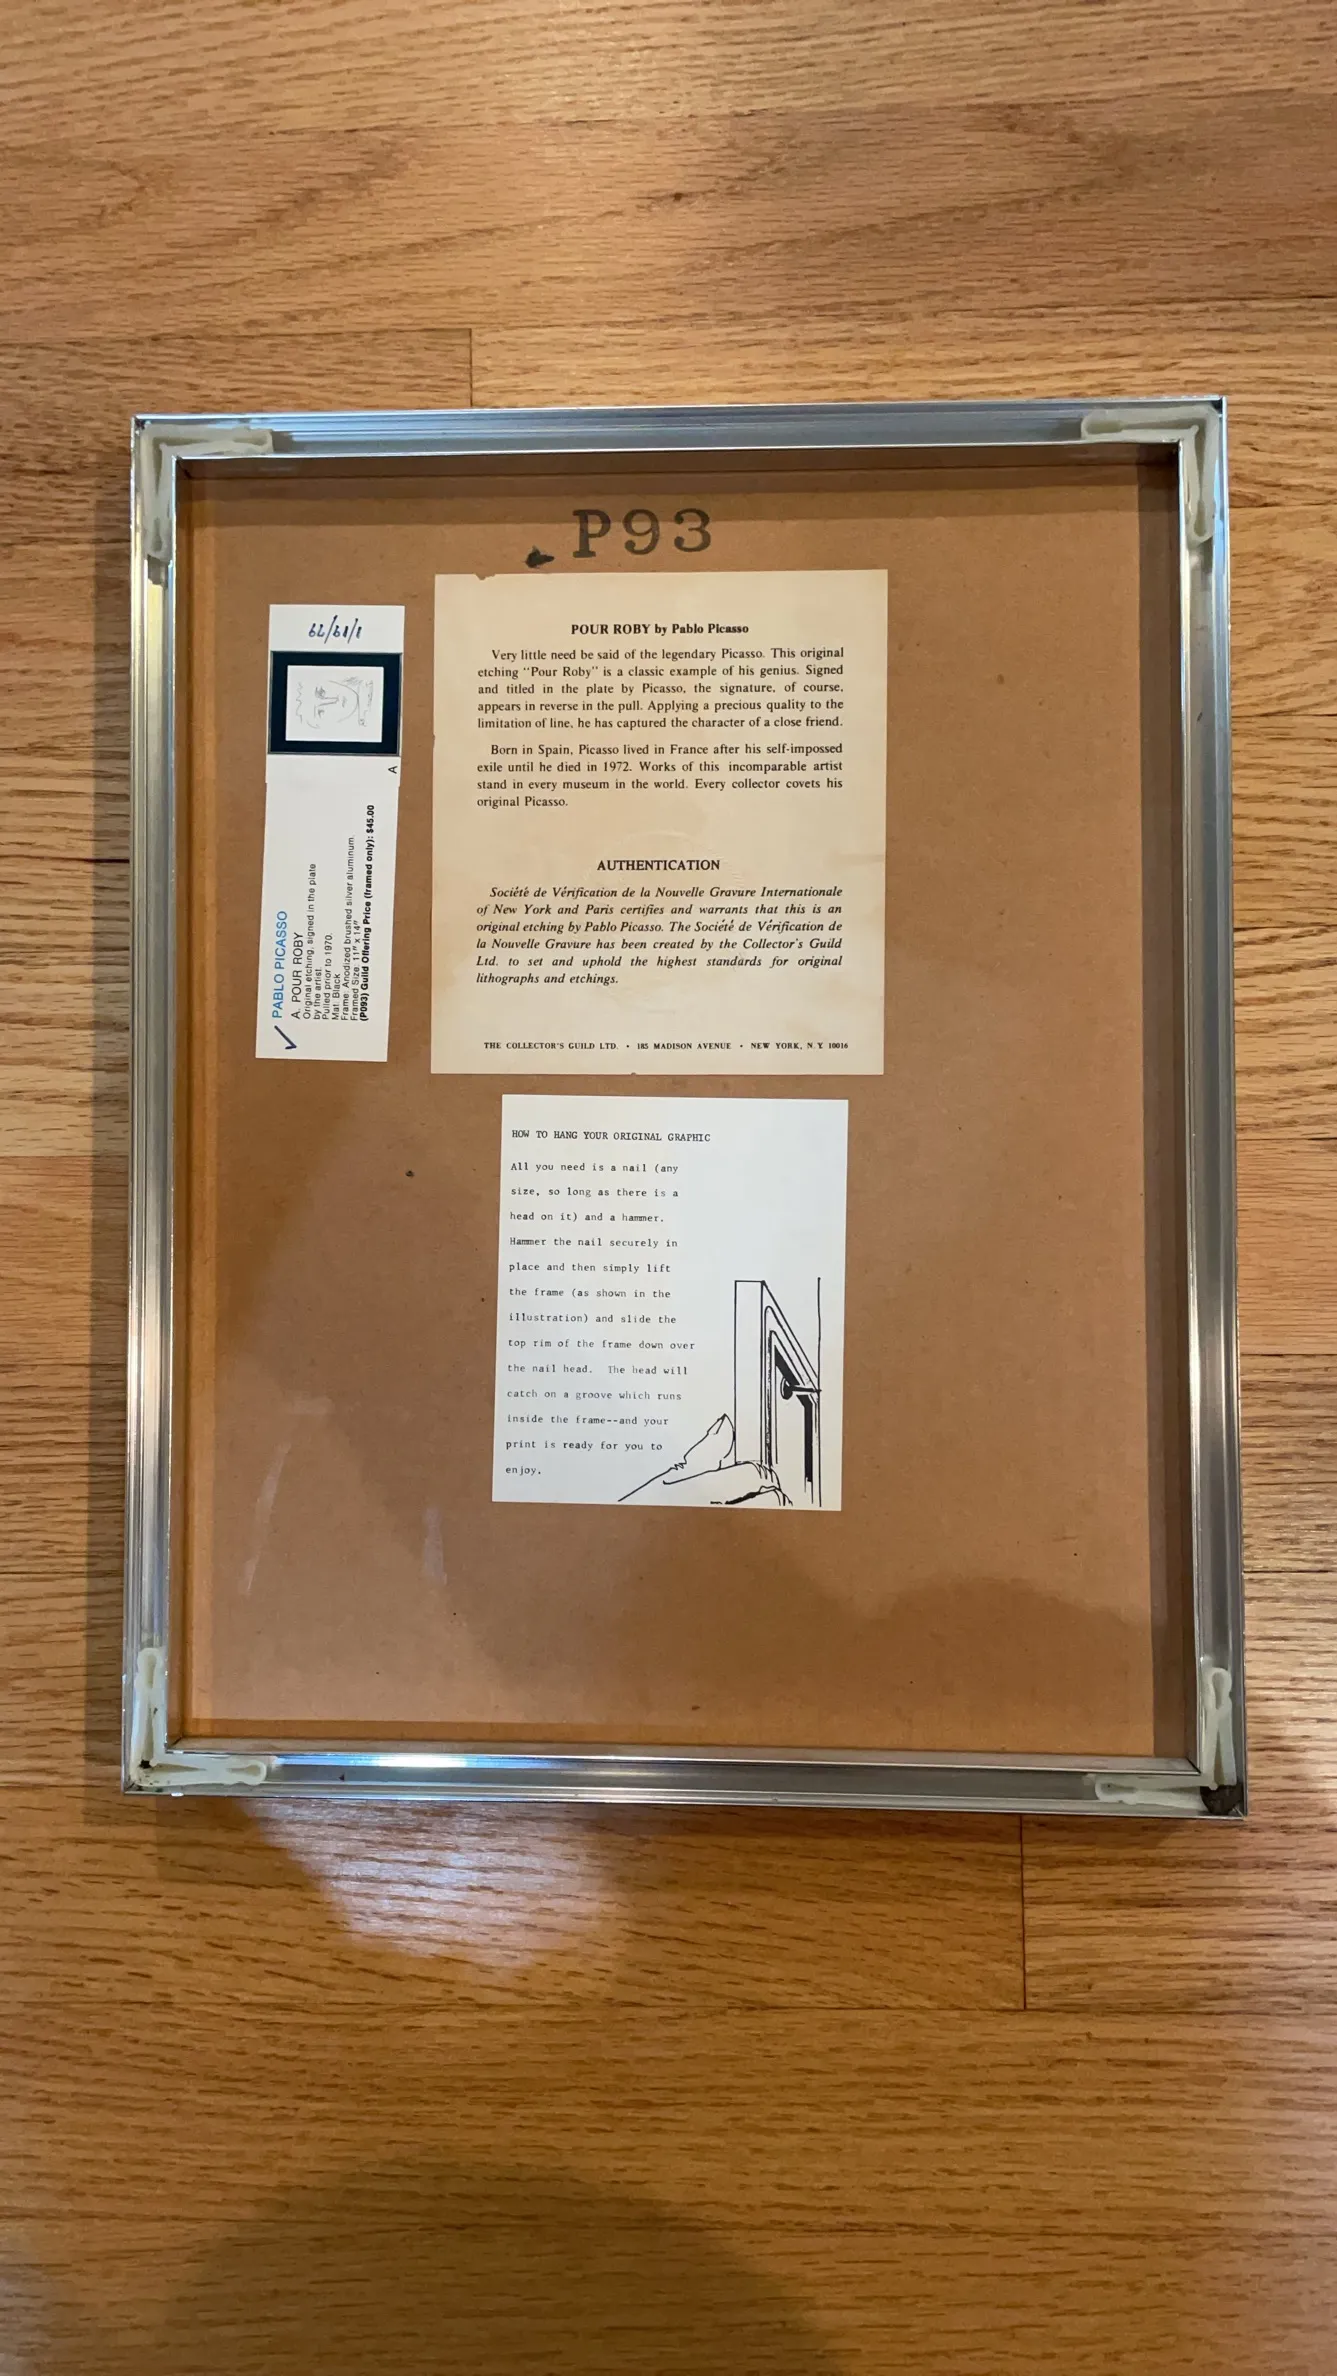 P93
POUR ROBY by Pablo Picasso
Very little need be said of the legendary Picasso. This original
etching "Pour Roby" is a classic example of his genius. Signed
and titled in the plate by Picasso, the signature, of course,
appears in reverse in the pull. Applying a precious quality to the
limitation of line, he has captured the character of a close friend.
Born in Spain, Picasso lived in France after his self-impossed
exile until he died in 1972. Works of this incomparable artist
stand in every museum in the world. Every collector covets his
original Picasso.
AUTHENTICATION
Société de Vérification de la Nouvelle Gravure Internationale
of New York and Paris certifies and warrants that this is an
original etching by Pablo Picasso. The Société de Vérification de
la Nouvelle Gravure has been created by the Collector's Guild
Ltd. to set and uphold the highest standards for original
lithographs and etchings.
THE COLLECTOR'S GUILD LTD. • 185 MADISON AVENUE • NEW YORK, N.Y. 10016
A
PABLO PICASSO
A. POUR ROBY
Original etching, signed in the plate
by the artist.
Pulled prior to 1970.
Mat: Black
Frame: Anodized brushed silver aluminum.
Framed Size: 11" x 14"
(P093) Guild Offering Price (framed only): $45.00
HOW TO HANG YOUR ORIGINAL GRAPHIC
All you need is a nail (any
size, so long as there is a
head on it) and a hammer.
Hammer the nail securely in
place and then simply lift
the frame (as shown in the
illustration) and slide the
top rim of the frame down over
the nail head. The head will
catch on a groove which runs
inside the frame--and your
print is ready for you to
enjoy.